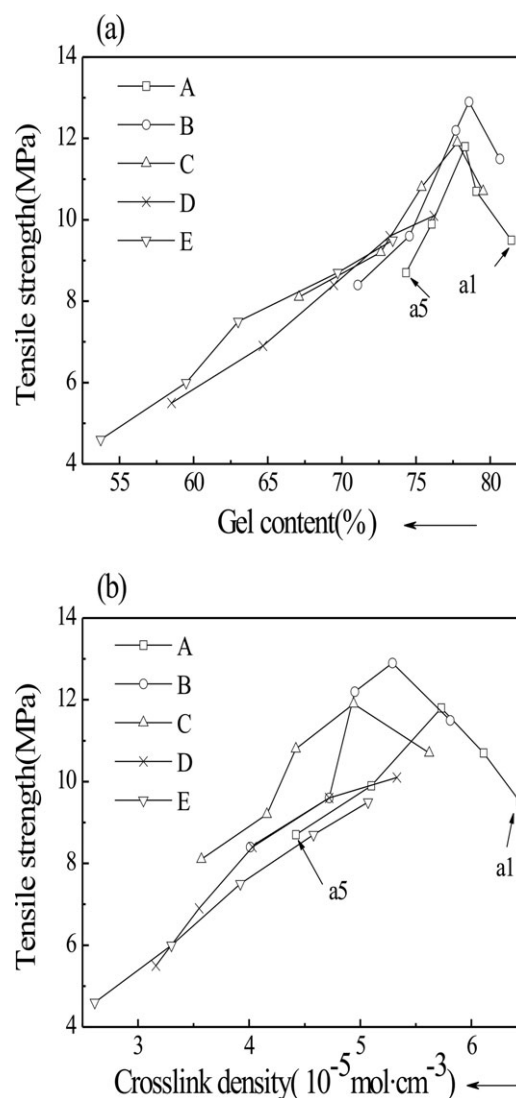 (a)
14
12
10
8
6
4
Tensile strength(MPa)
A
B
C
D
E
a5
a1
55 60 65 70 75 80
Gel content(%)
(b)
14
12
10
8
6
4
Tensile strength(MPa)
A
B
C
D
E
a5
a1
3 4 5 6
Crosslink density( 10⁻⁵mol·cm⁻³)